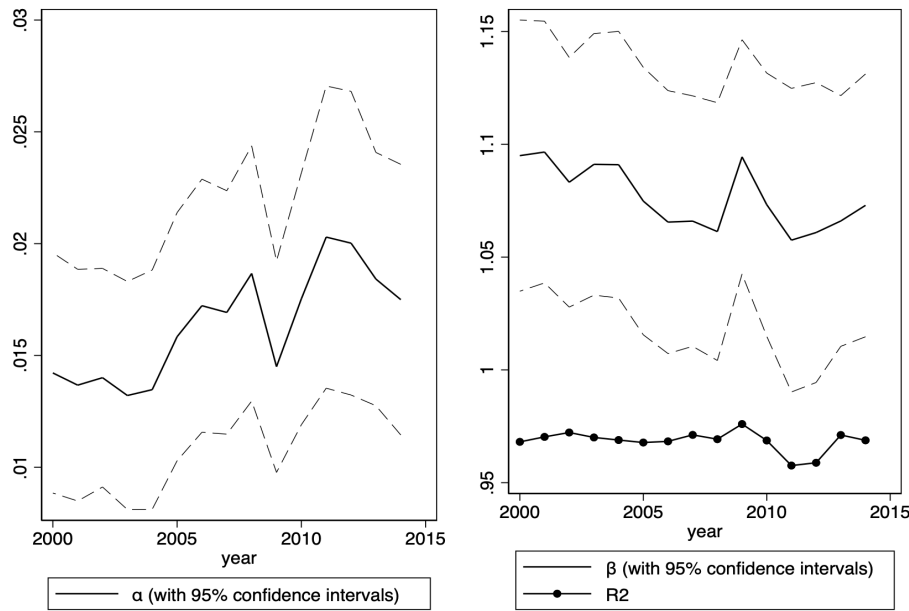 .03
.025
.02
.015
.01
2000 2005 2010 2015
year
α (with 95% confidence intervals)
1.15
1.1
1.05
1
.95
2000 2005 2010 2015
year
β (with 95% confidence intervals)
R2